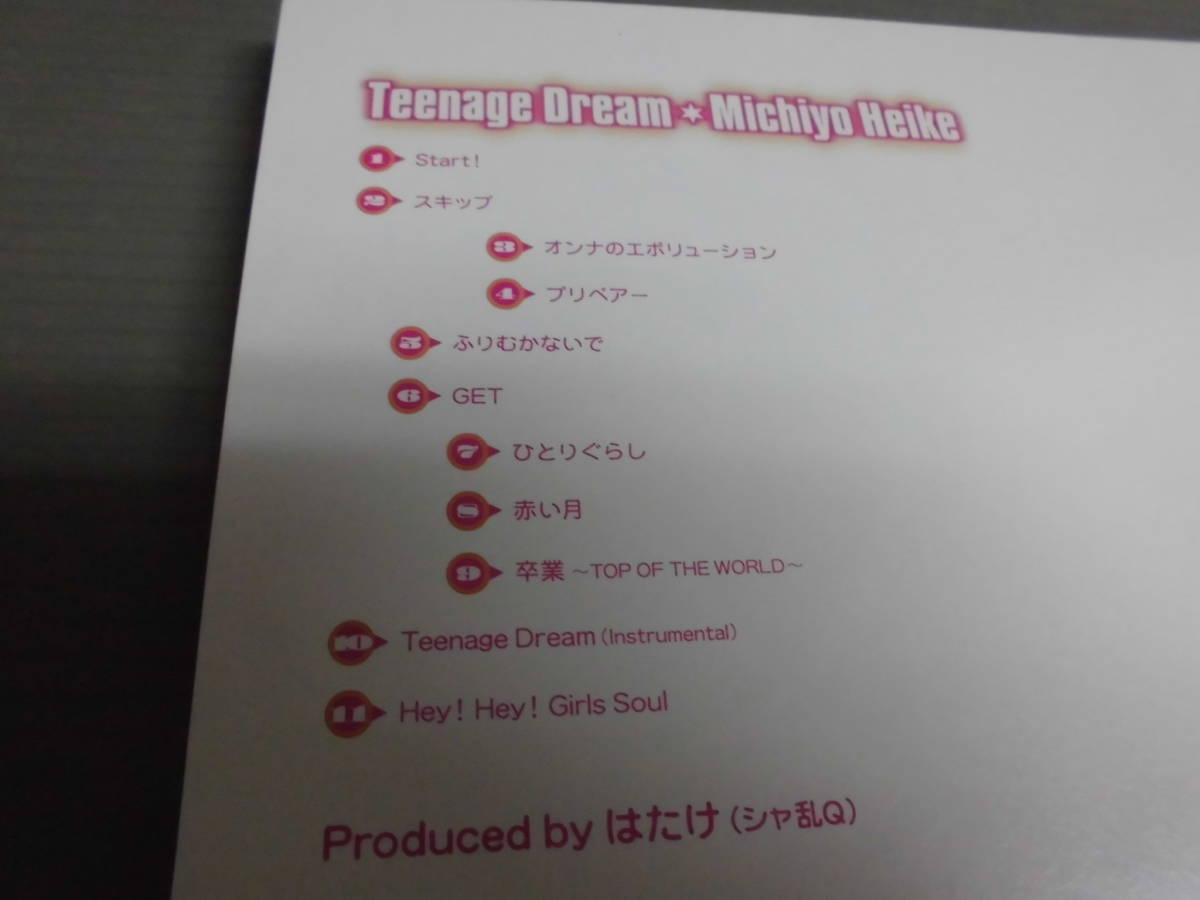 Teenage Dream ★ Michiyo Heike
1 Start!
2 スキップ
3 オンナのエボリューション
4 プリペアー
5 ふりむかないで
6 GET
7 ひとりぐらし
8 赤い月
9 卒業 ～TOP OF THE WORLD～
10 Teenage Dream (Instrumental)
11 Hey! Hey! Girls Soul
Produced by はたけ (シャ乱Q)